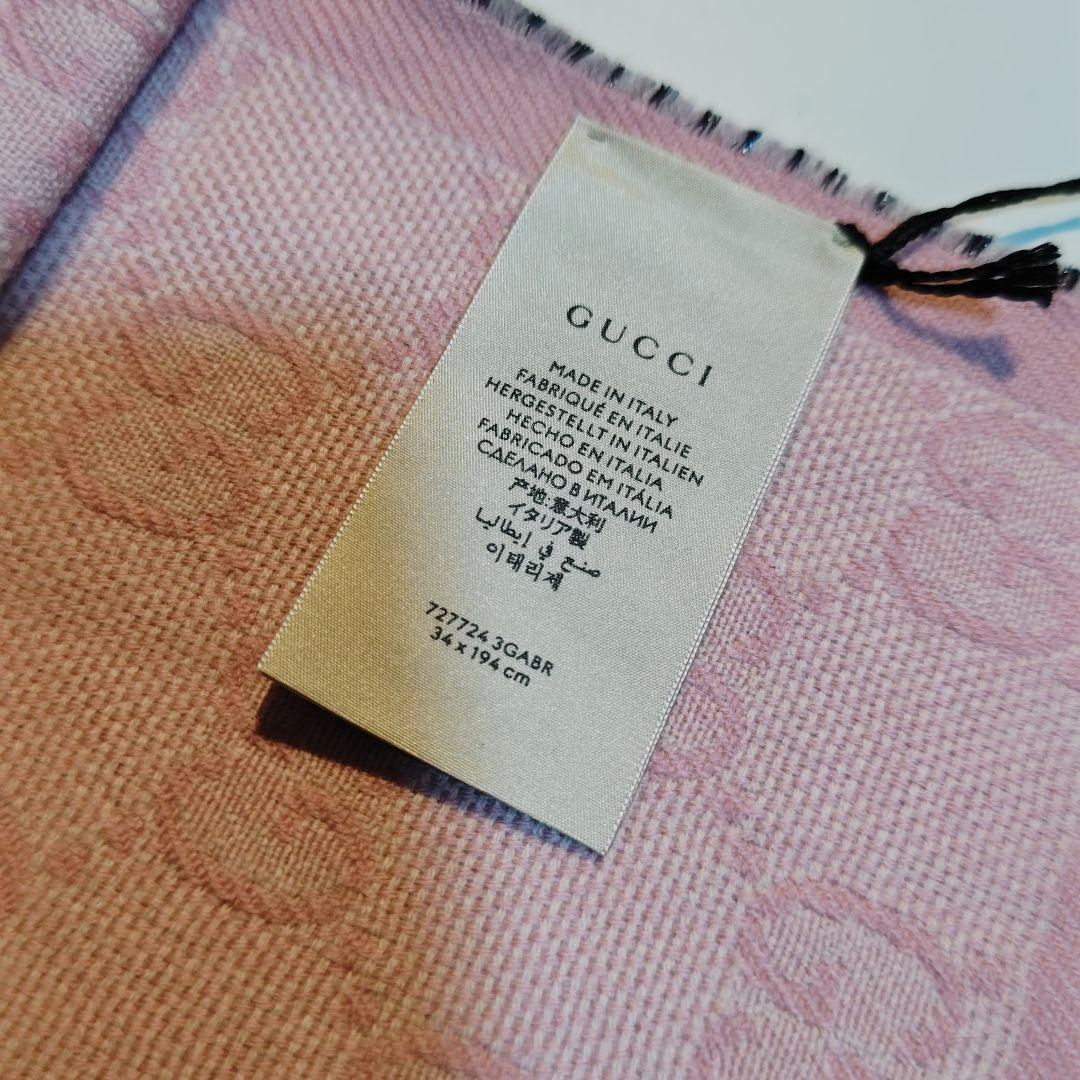 GUCCI
MADE IN ITALY
FABRIQUÉ EN ITALIE
HERGESTELLT IN ITALIEN
HECHO EN ITALIA
FABRICADO EM ITÁLIA
СДЕЛАНО В ИТАЛИИ
产地:意大利
イタリア製
صنع في إيطاليا
이태리제
727724 3GABR
34 x 194 cm